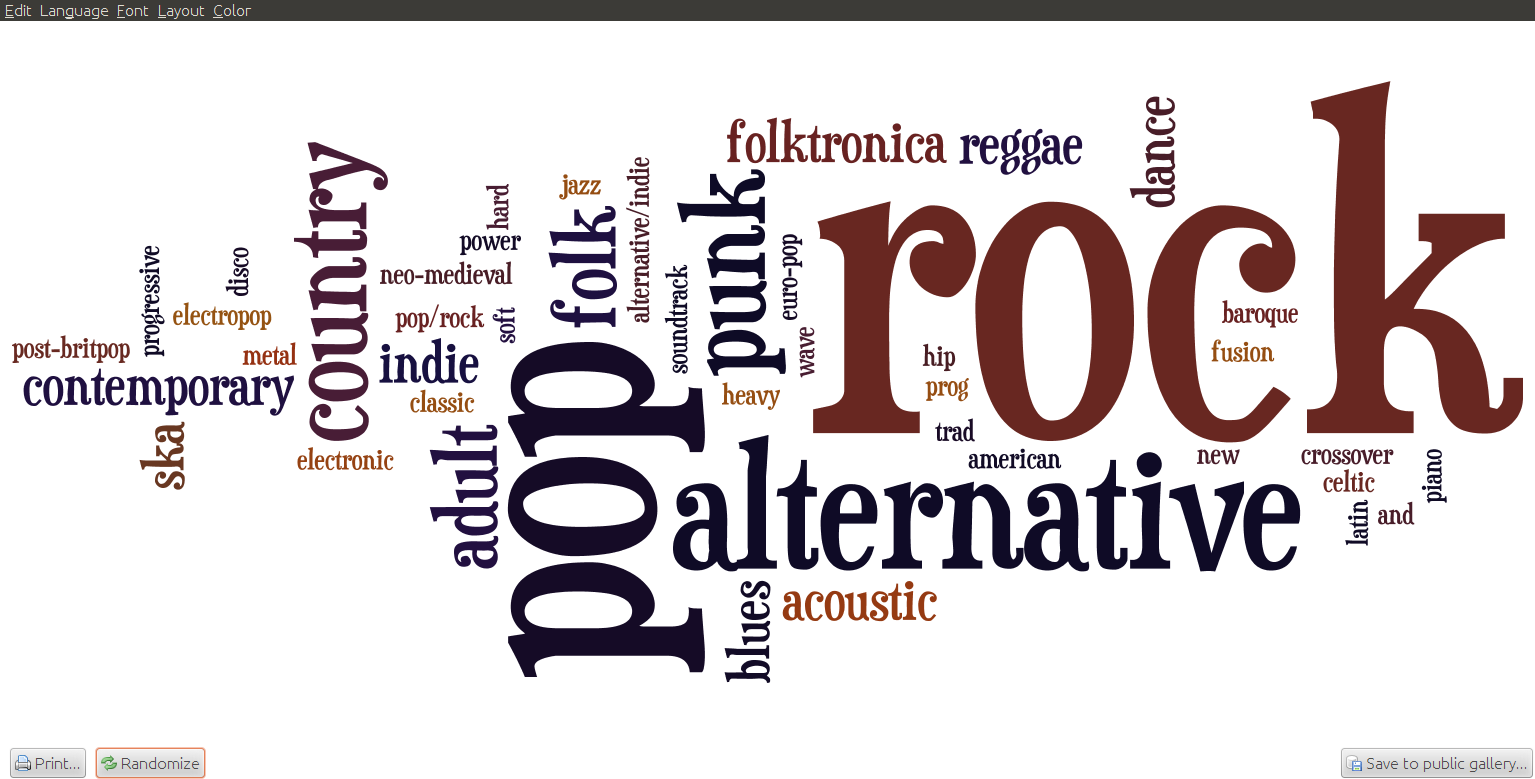 Edit Language Font Layout Color
folktronica reggae
dance
rock
country
hard
jazz
alternative/indie
punk
folk
power
neo-medieval
soundtrack
euro-pop
progressive
disco
electropop
pop/rock
soft
baroque
post-britpop
metal
indie
wave
hip
fusion
contemporary
classic
pop
heavy
prog
ska
electronic
adult
trad
american
new
crossover
celtic
piano
alternative
latin
and
blues
acoustic
Print... Randomize Save to public gallery...